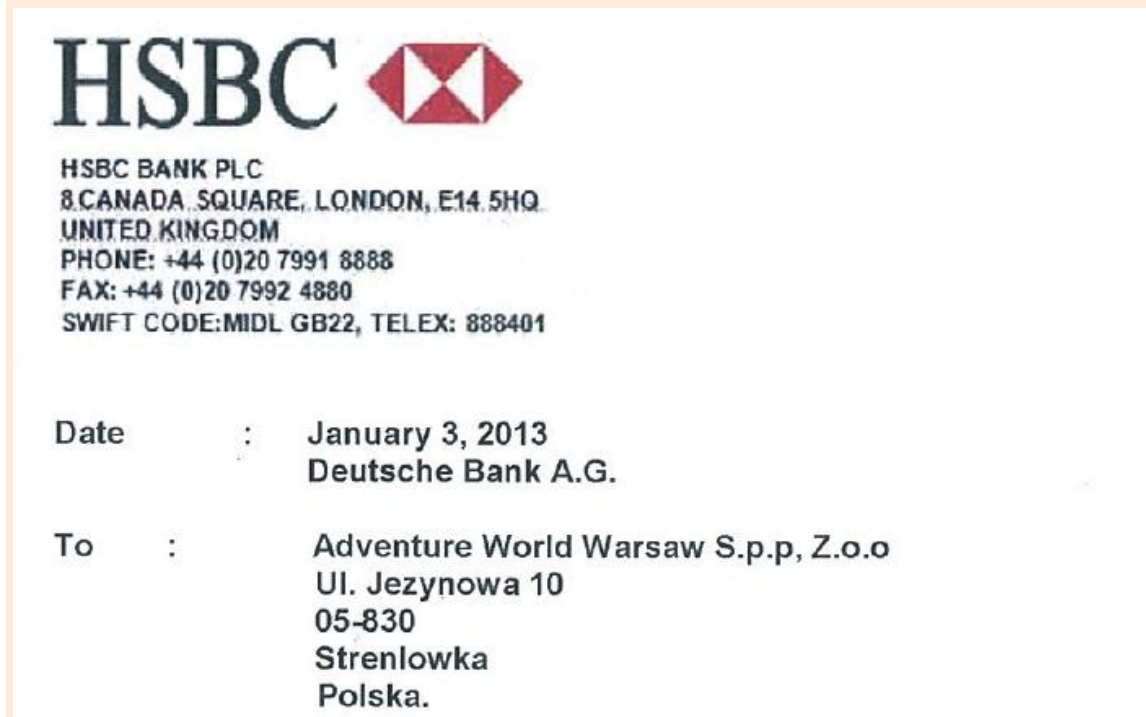 HSBC
HSBC BANK PLC
8 CANADA SQUARE, LONDON, E14 5HQ
UNITED KINGDOM
PHONE: +44 (0)20 7991 8888
FAX: +44 (0)20 7992 4880
SWIFT CODE:MIDL GB22, TELEX: 888401
Date : January 3, 2013
Deutsche Bank A.G.
To : Adventure World Warsaw S.p.p, Z.o.o
Ul. Jezynowa 10
05-830
Strenlowka
Polska.